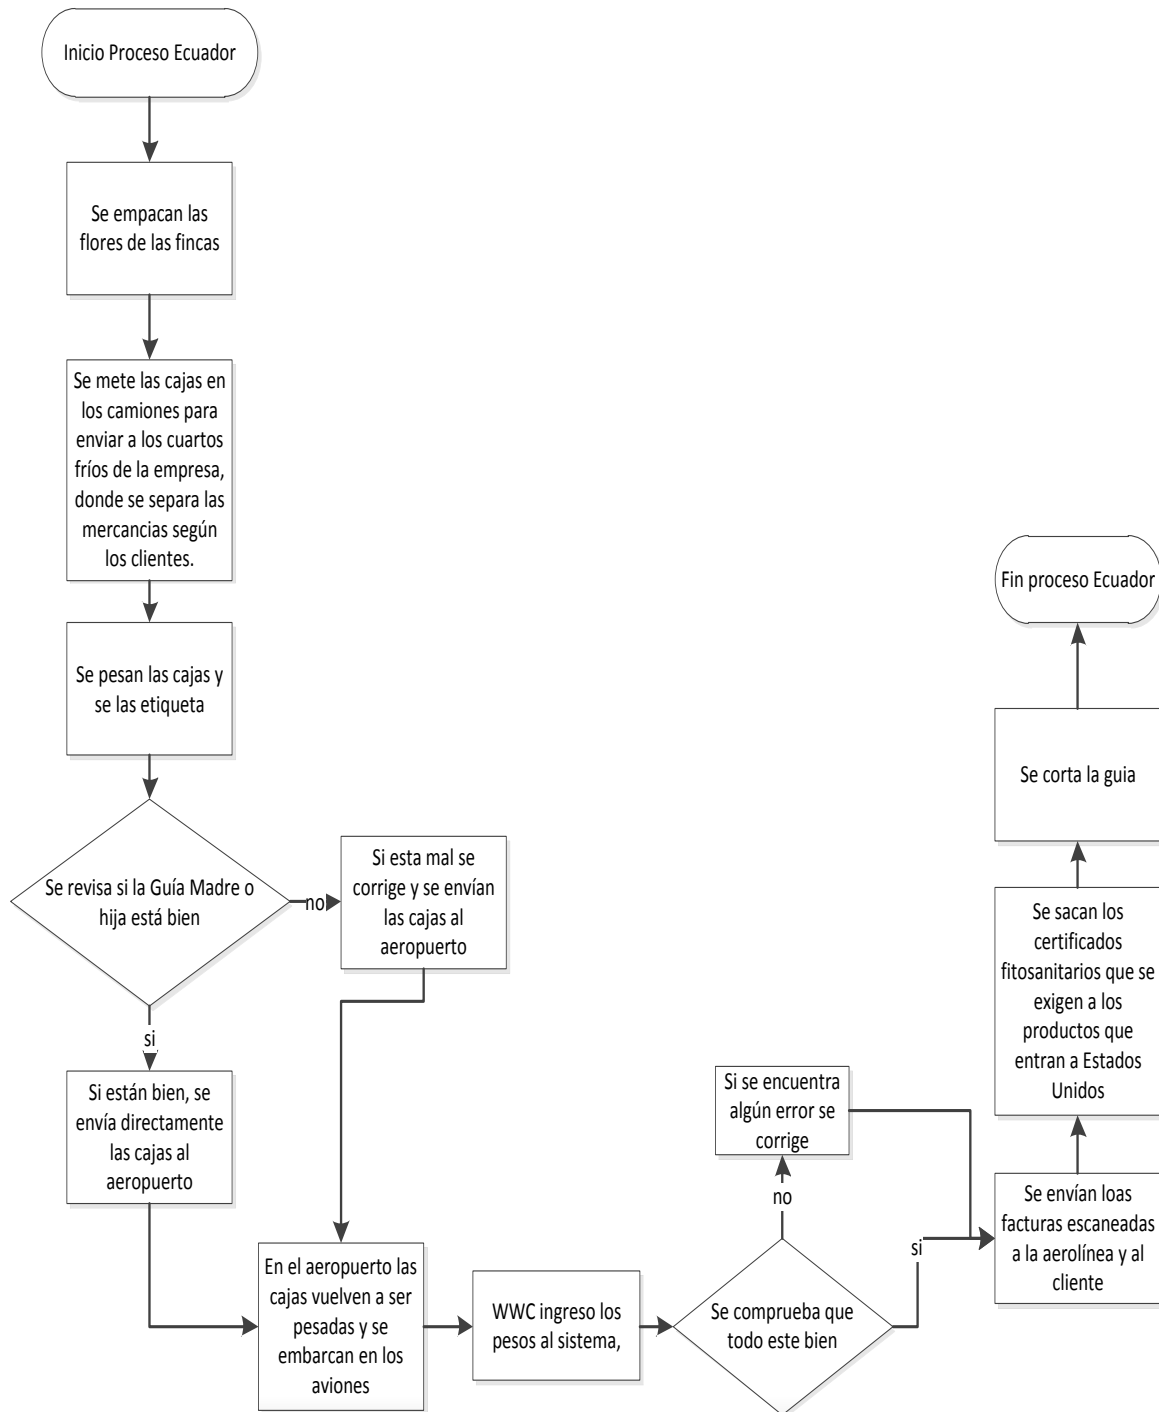 Inicio Proceso Ecuador
Se empacan las
flores de las fincas
Se mete las cajas en
los camiones para
enviar a los cuartos
fríos de la empresa,
donde se separa las
mercancias según
los clientes.
Se pesan las cajas y
se las etiqueta
Se revisa si la Guía Madre o
hija está bien
no
Si esta mal se
corrige y se envían
las cajas al
aeropuerto
si
Si están bien, se
envía directamente
las cajas al
aeropuerto
En el aeropuerto las
cajas vuelven a ser
pesadas y se
embarcan en los
aviones
WWC ingreso los
pesos al sistema,
Se comprueba que
todo este bien
no
Si se encuentra
algún error se
corrige
si
Se envían loas
facturas escaneadas
a la aerolínea y al
cliente
Se sacan los
certificados
fitosanitarios que se
exigen a los
productos que
entran a Estados
Unidos
Se corta la guia
Fin proceso Ecuador